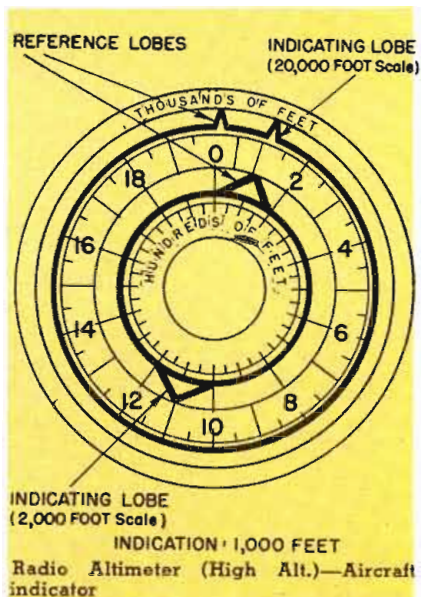 REFERENCE LOBES
INDICATING LOBE
(20,000 FOOT Scale)
THOUSANDS OF FEET
0
18
2
16
4
HUNDREDS OF FEET
14
6
12
8
10
INDICATING LOBE
(2,000 FOOT Scale)
INDICATION: 1,000 FEET
Radio Altimeter (High Alt.)—Aircraft
indicator